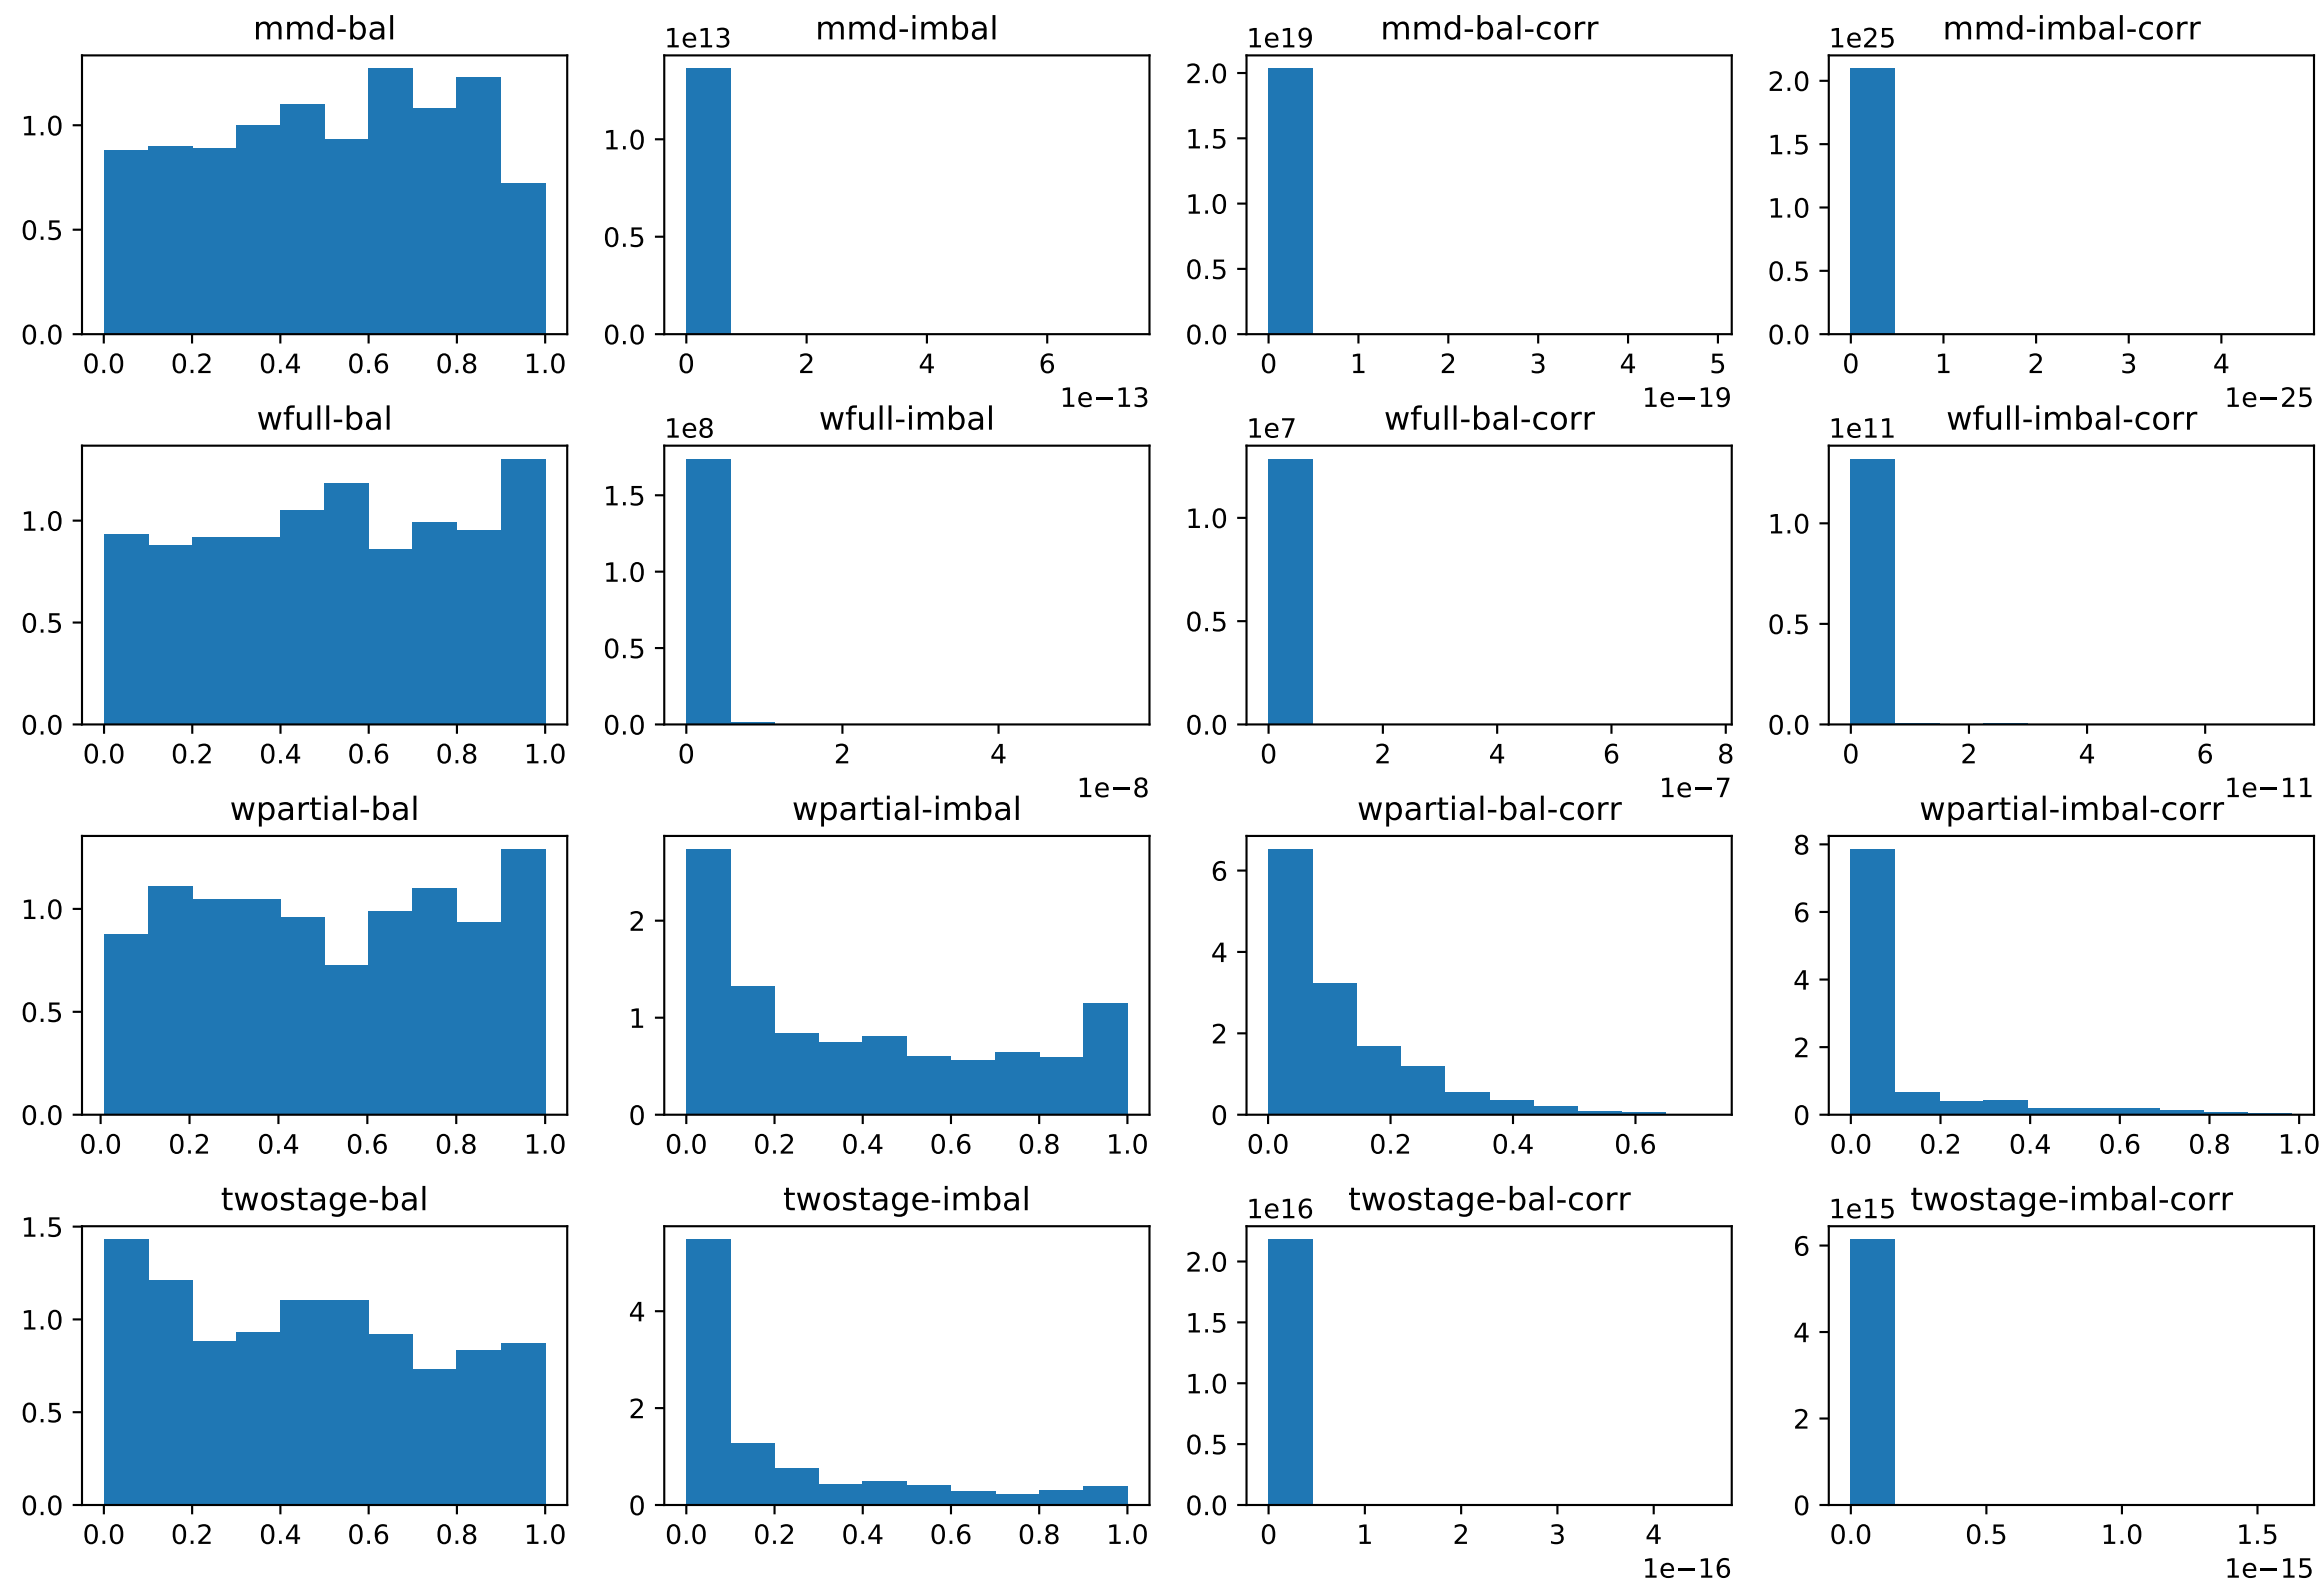 mmd-bal
1.0
0.5
0.0
0.0 0.2 0.4 0.6 0.8 1.0
mmd-imbal
1e13
1.0
0.5
0.0
0 2 4 6
1e−13
mmd-bal-corr
1e19
2.0
1.5
1.0
0.5
0.0
0 1 2 3 4 5
1e−19
mmd-imbal-corr
1e25
2.0
1.5
1.0
0.5
0.0
0 1 2 3 4
1e−25
wfull-bal
1.0
0.5
0.0
0.0 0.2 0.4 0.6 0.8 1.0
wfull-imbal
1e8
1.5
1.0
0.5
0.0
0 2 4
1e−8
wfull-bal-corr
1e7
1.0
0.5
0.0
0 2 4 6 8
1e−7
wfull-imbal-corr
1e11
1.0
0.5
0.0
0 2 4 6
1e−11
wpartial-bal
1.0
0.5
0.0
0.0 0.2 0.4 0.6 0.8 1.0
wpartial-imbal
2
1
0
0.0 0.2 0.4 0.6 0.8 1.0
wpartial-bal-corr
6
4
2
0
0.0 0.2 0.4 0.6
wpartial-imbal-corr
8
6
4
2
0
0.0 0.2 0.4 0.6 0.8 1.0
twostage-bal
1.5
1.0
0.5
0.0
0.0 0.2 0.4 0.6 0.8 1.0
twostage-imbal
4
2
0
0.0 0.2 0.4 0.6 0.8 1.0
twostage-bal-corr
1e16
2.0
1.5
1.0
0.5
0.0
0 1 2 3 4
1e−16
twostage-imbal-corr
1e15
6
4
2
0
0.0 0.5 1.0 1.5
1e−15